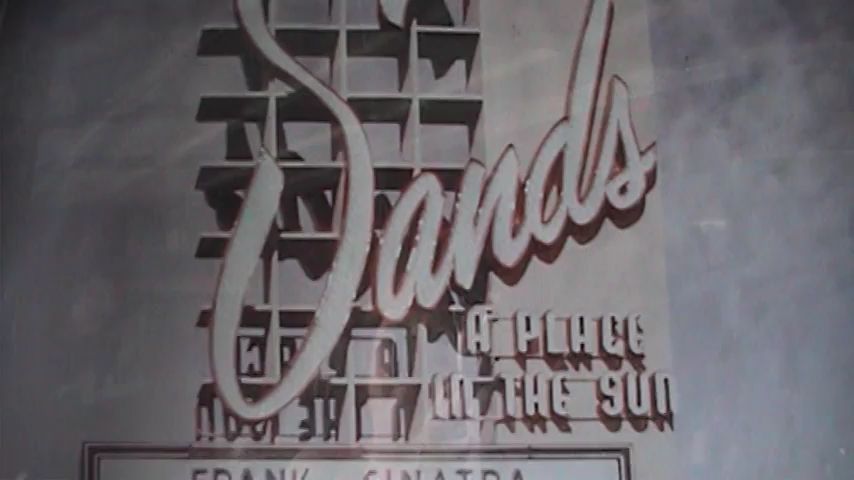 Sands
A PLACE
IN THE SUN
FRANK SINATRA